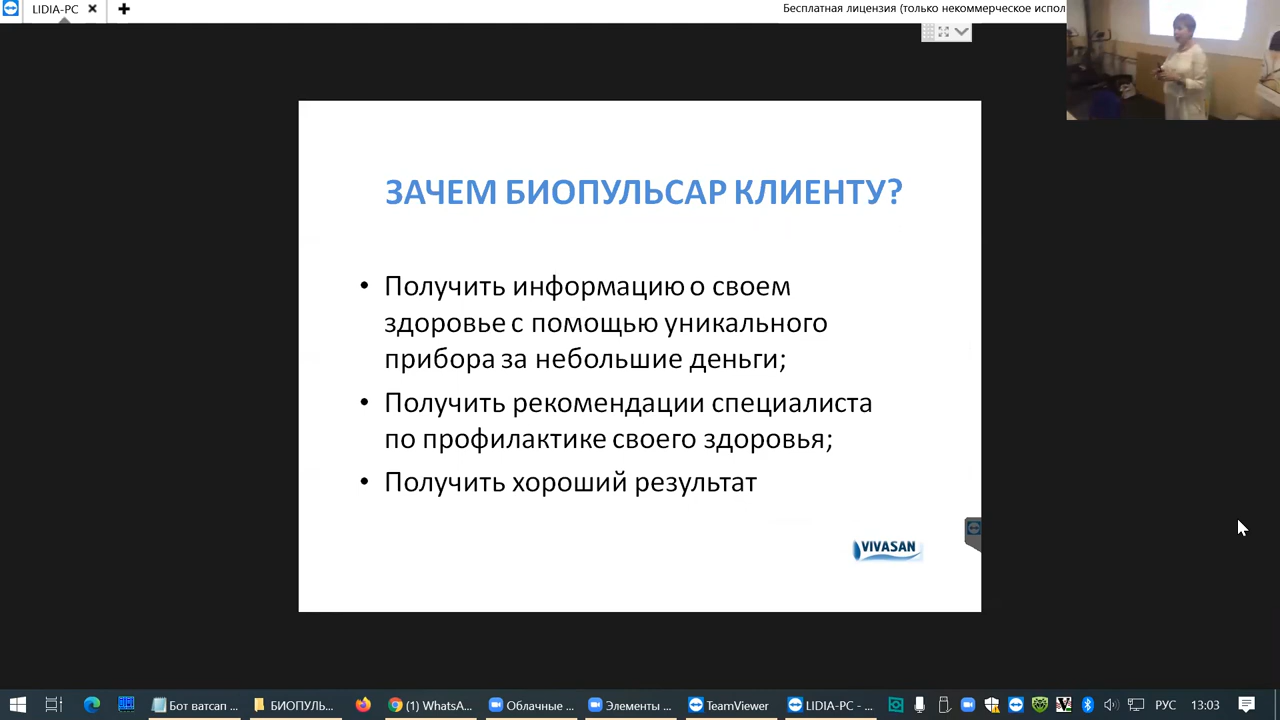 LIDIA-PC
Бесплатная лицензия (только некоммерческое испол
ЗАЧЕМ БИОПУЛЬСАР КЛИЕНТУ?
• Получить информацию о своем
здоровье с помощью уникального
прибора за небольшие деньги;
• Получить рекомендации специалиста
по профилактике своего здоровья;
• Получить хороший результат
VIVASAN
Бот ватсап ...
БИОПУЛЬ...
(1) WhatsA...
Облачные ...
Элементы ...
TeamViewer
LIDIA-PC - ...
РУС
13:03